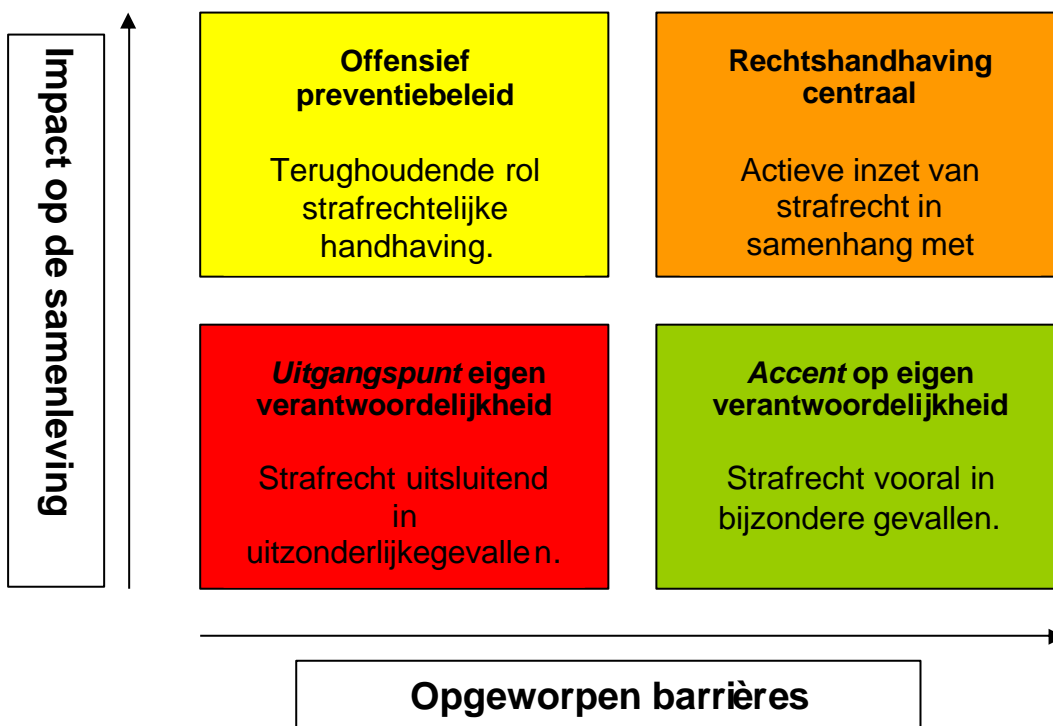 Impact op de samenleving
Offensief
preventiebeleid
Terughoudende rol
strafrechtelijke
handhaving.
Rechtshandhaving
centraal
Actieve inzet van
strafrecht in
samenhang met
Uitgangspunt eigen
verantwoordelijkheid
Strafrecht uitsluitend
in
uitzonderlijkegevallen.
Accent op eigen
verantwoordelijkheid
Strafrecht vooral in
bijzondere gevallen.
Opgeworpen barrières